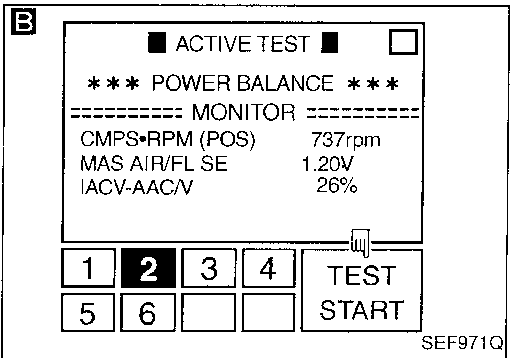 B
■ ACTIVE TEST ■
*** POWER BALANCE ***
========== MONITOR ==========
CMPS•RPM (POS) 737rpm
MAS AIR/FL SE 1.20V
IACV-AAC/V 26%
1 2 3 4
5 6
TEST
START
SEF971Q